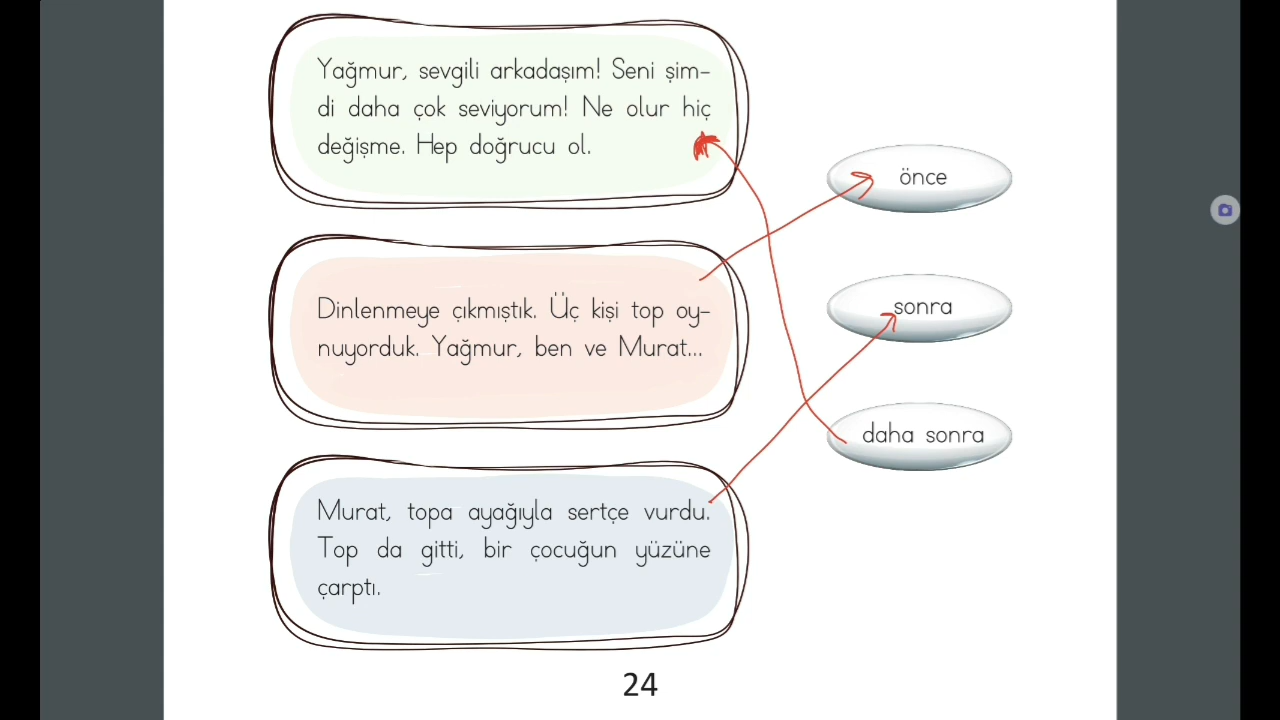 Yağmur, sevgili arkadaşım! Seni şim-
di daha çok seviyorum! Ne olur hiç
değişme. Hep doğrucu ol.
önce
Dinlenmeye çıkmıştık. Üç kişi top oy-
nuyorduk. Yağmur, ben ve Murat...
sonra
daha sonra
Murat, topa ayağıyla sertçe vurdu.
Top da gitti, bir çocuğun yüzüne
çarptı.
24